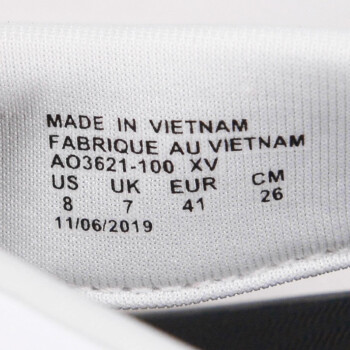 MADE IN VIETNAM
FABRIQUE AU VIETNAM
AO3621-100 XV
US UK EUR CM
8 7 41 26
11/06/2019